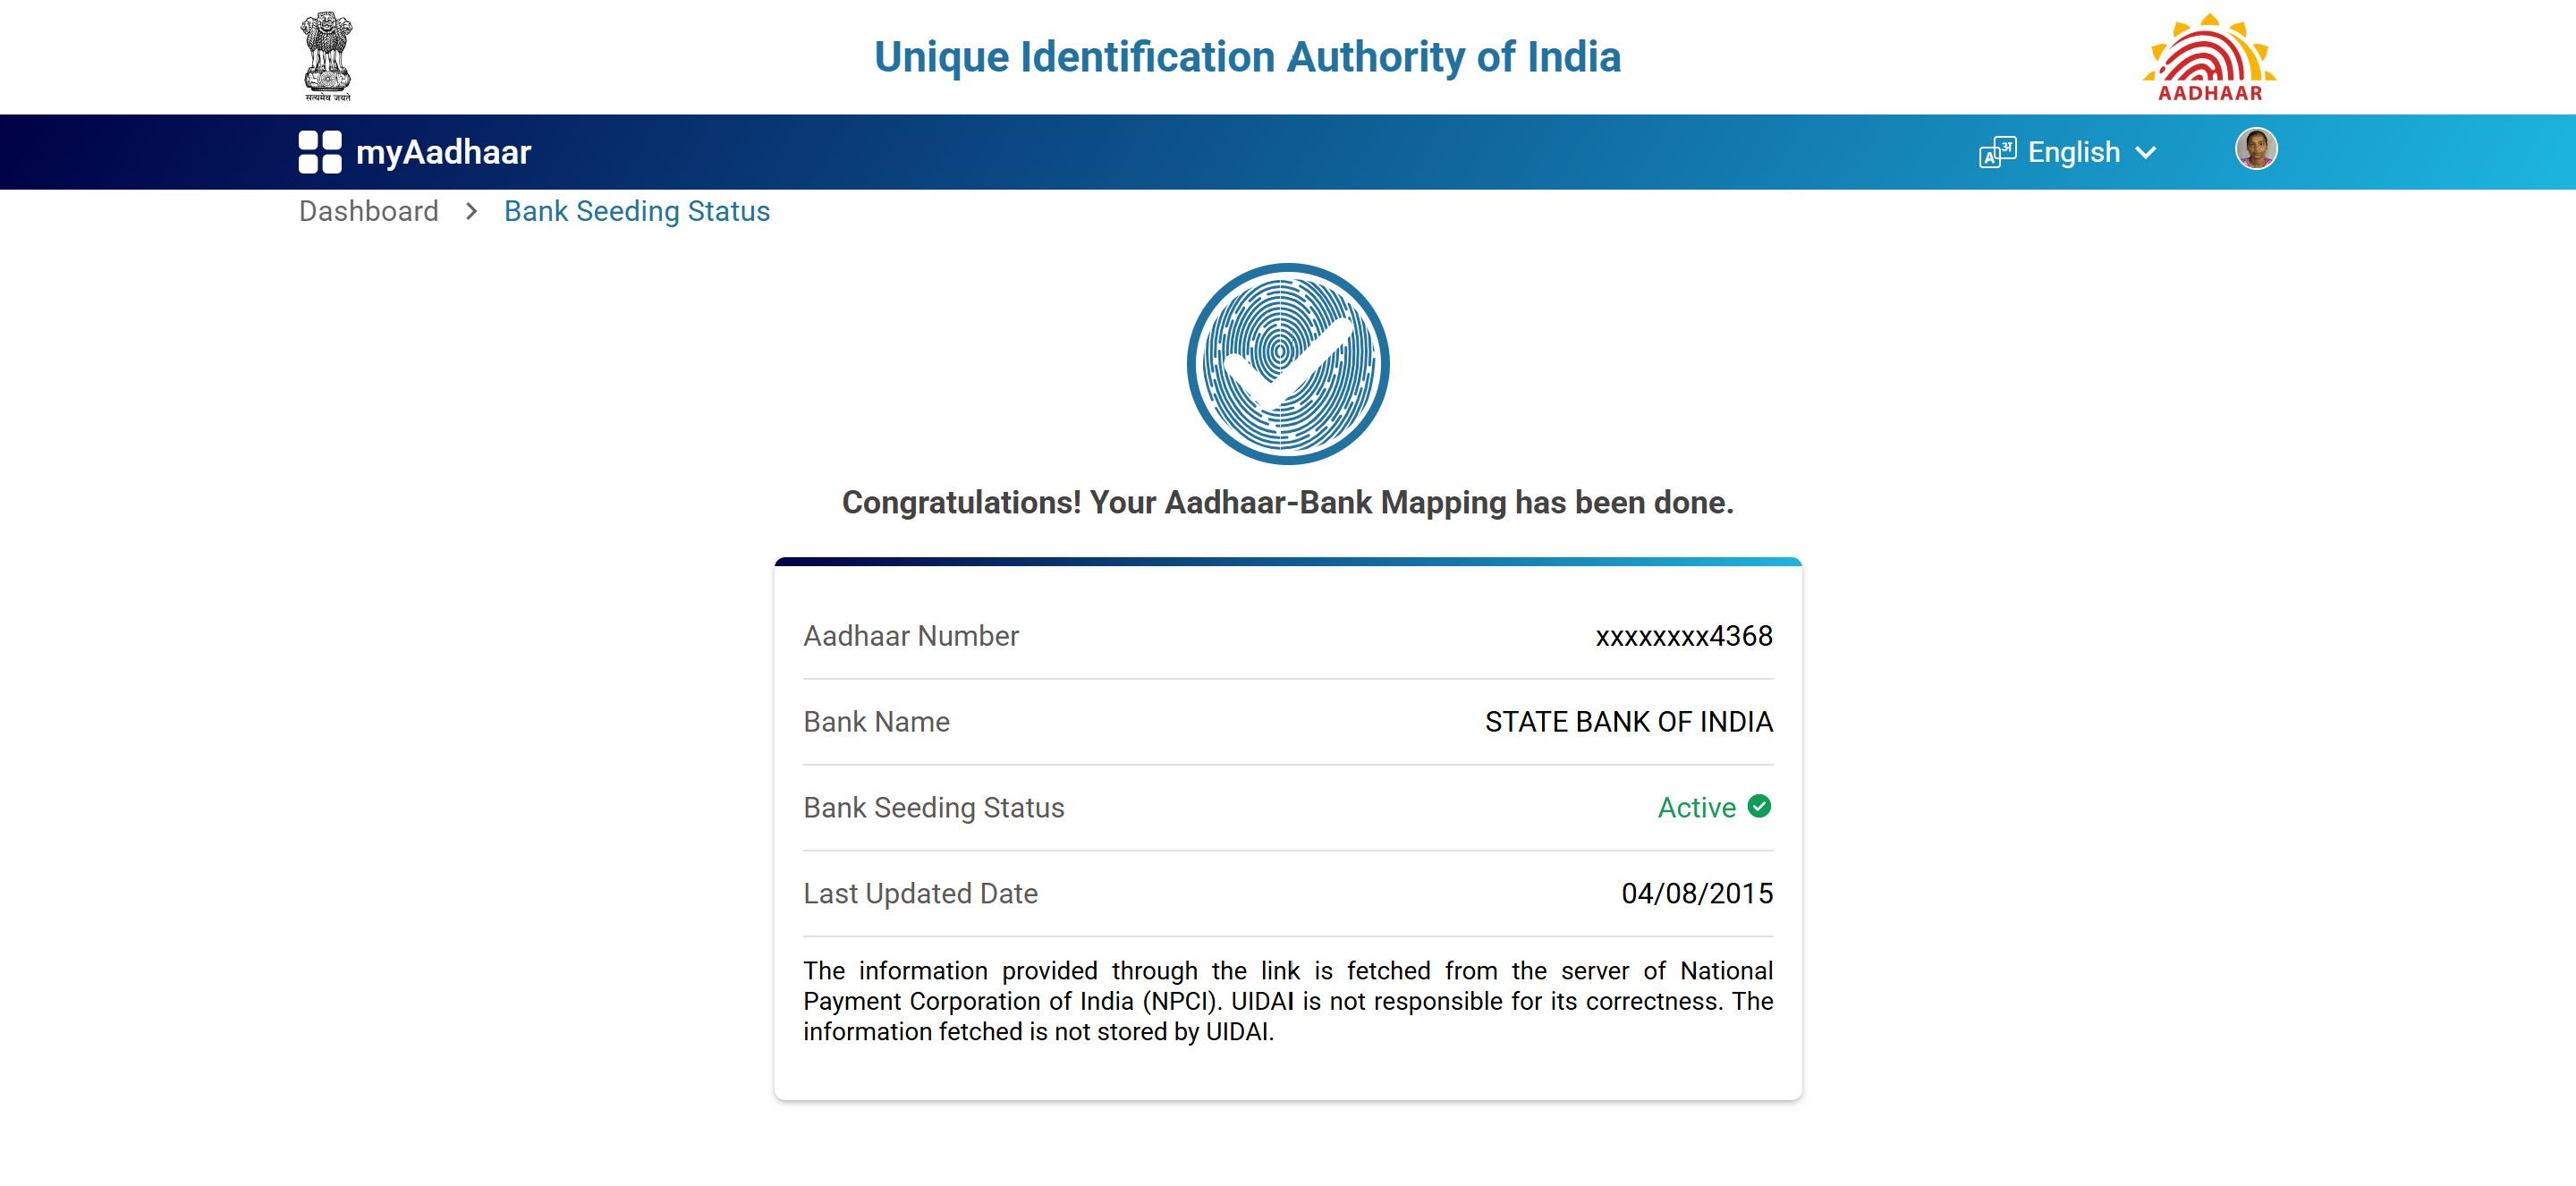 सत्यमेव जयते
Unique Identification Authority of India
AADHAAR
myAadhaar
A अ English
Dashboard > Bank Seeding Status
Congratulations! Your Aadhaar-Bank Mapping has been done.
Aadhaar Number xxxxxxxx4368
Bank Name STATE BANK OF INDIA
Bank Seeding Status Active
Last Updated Date 04/08/2015
The information provided through the link is fetched from the server of National
Payment Corporation of India (NPCI). UIDAI is not responsible for its correctness. The
information fetched is not stored by UIDAI.